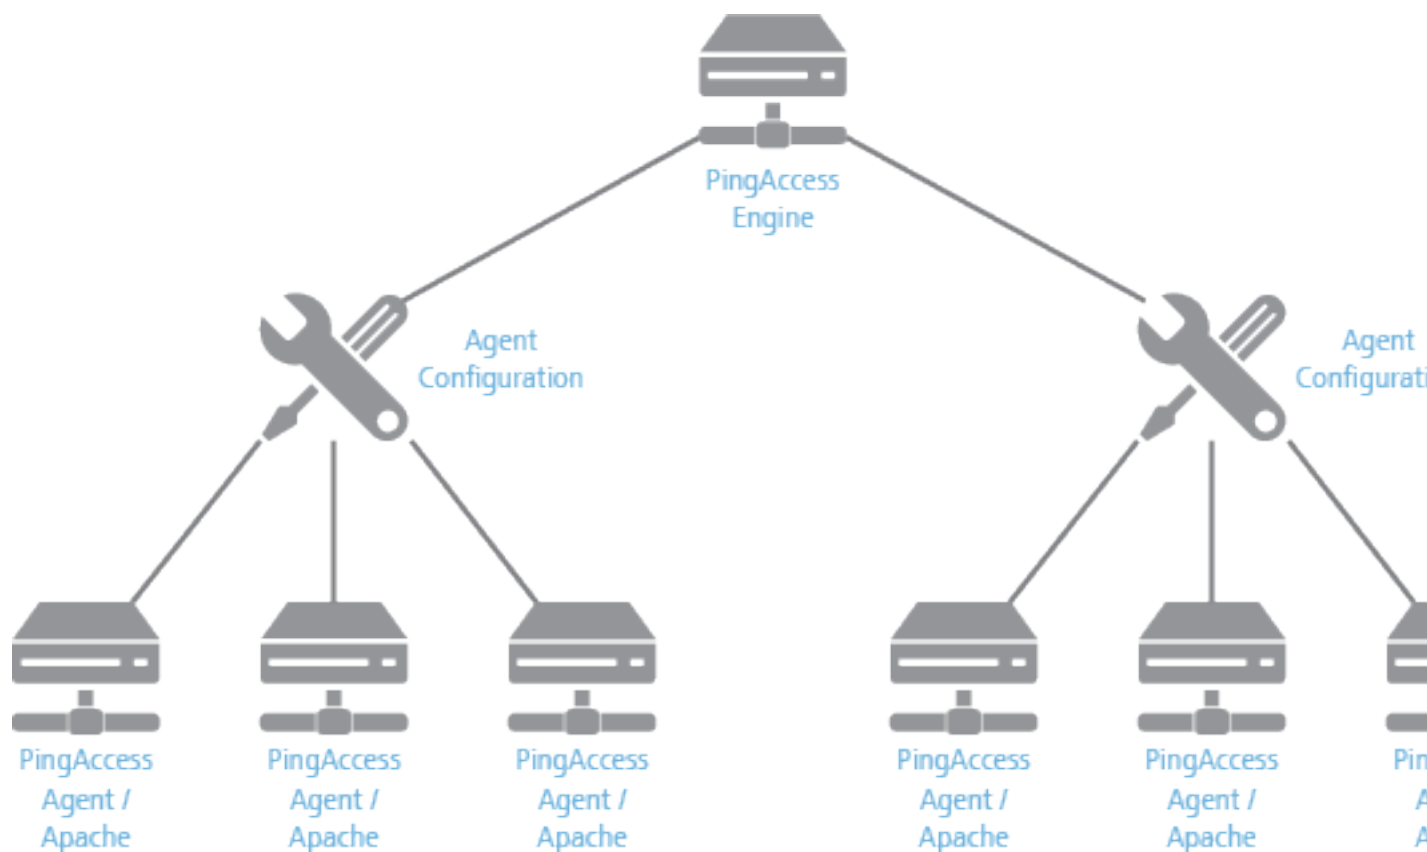 PingAccess
Engine
Agent
Configuration
Agent
PingAccess
Agent /
Apache
PingAccess
Agent /
Apache
PingAccess
Agent /
Apache
PingAccess
Agent /
Apache
PingAccess
Agent /
Apache